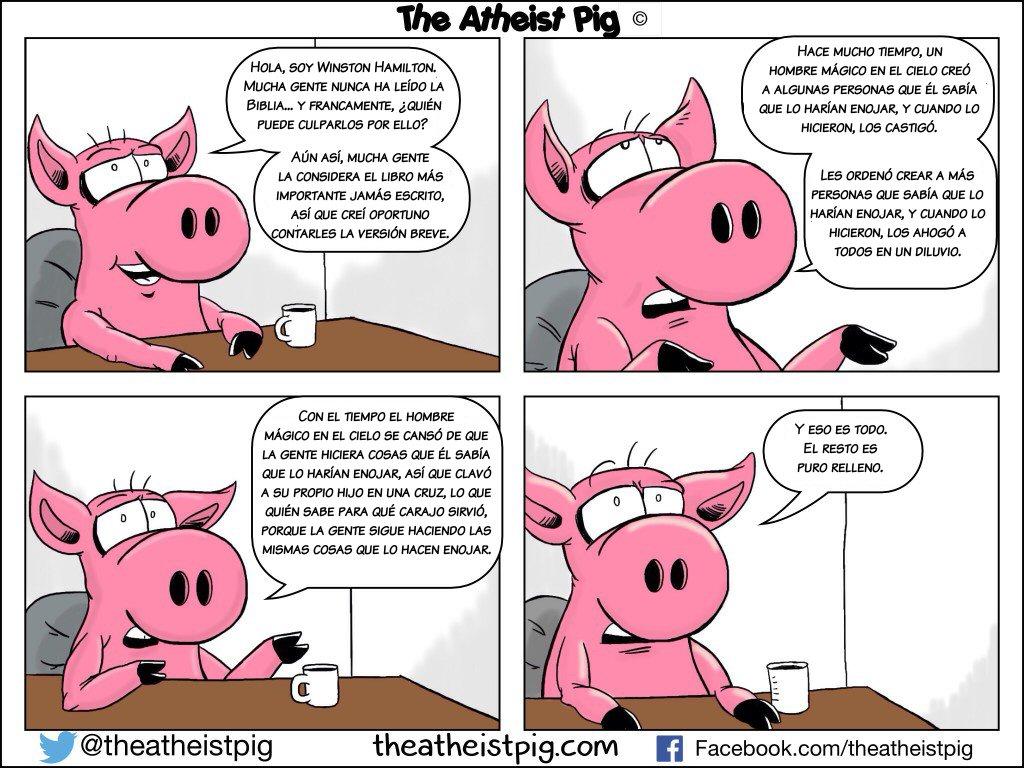 The Atheist Pig ©
Hola, soy Winston Hamilton.
Mucha gente nunca ha leído la
Biblia... y francamente, ¿quién
puede culparlos por ello?
Aún así, mucha gente
la considera el libro más
importante jamás escrito,
así que creí oportuno
contarles la versión breve.
Hace mucho tiempo, un
hombre mágico en el cielo creó
a algunas personas que él sabía
que lo harían enojar, y cuando lo
hicieron, los castigó.
Les ordenó crear a más
personas que sabía que lo
harían enojar, y cuando lo
hicieron, los ahogó a
todos en un diluvio.
Con el tiempo el hombre
mágico en el cielo se cansó de que
la gente hiciera cosas que él sabía
que lo harían enojar, así que clavó
a su propio hijo en una cruz, lo que
quién sabe para qué carajo sirvió,
porque la gente sigue haciendo las
mismas cosas que lo hacen enojar.
Y eso es todo.
El resto es
puro relleno.
@theatheistpig
theatheistpig.com
Facebook.com/theatheistpig